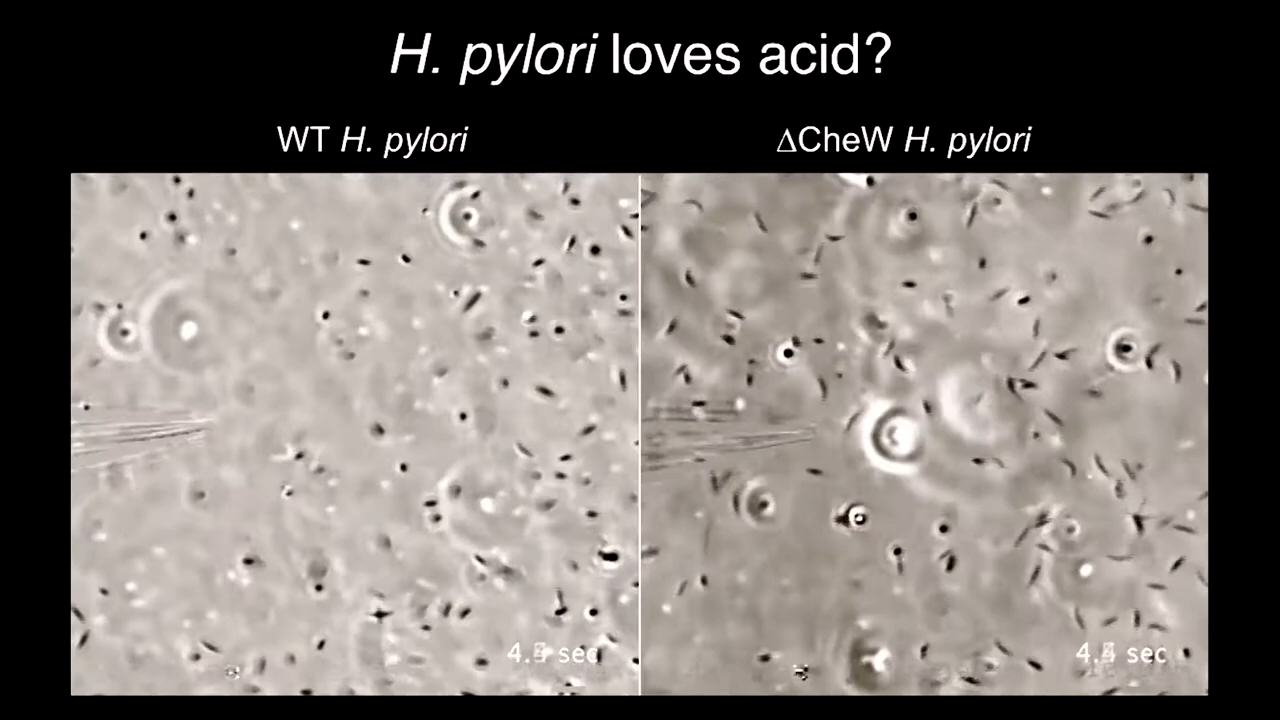 H. pylori loves acid?
WT H. pylori
ΔCheW H. pylori
sec
sec